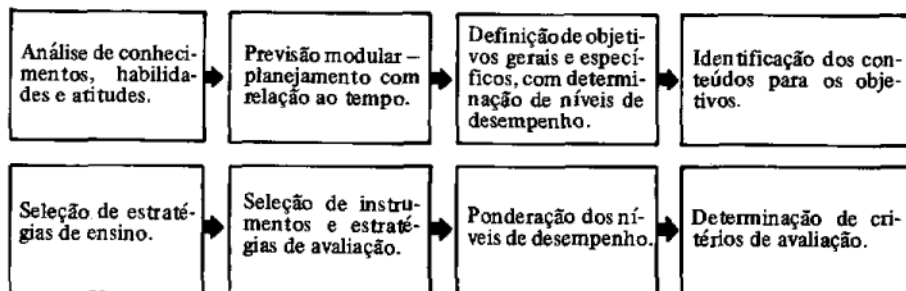 Análise de conheci-
mentos, habilida-
des e atitudes.
Previsão modular –
planejamento com
relação ao tempo.
Definição de objeti-
vos gerais e especí-
ficos, com determi-
nação de níveis de
desempenho.
Identificação dos con-
teúdos para os obje-
tivos.
Seleção de estraté-
gias de ensino.
Seleção de instru-
mentos e estraté-
gias de avaliação.
Ponderação dos ní-
veis de desempenho.
Determinação de cri-
térios de avaliação.